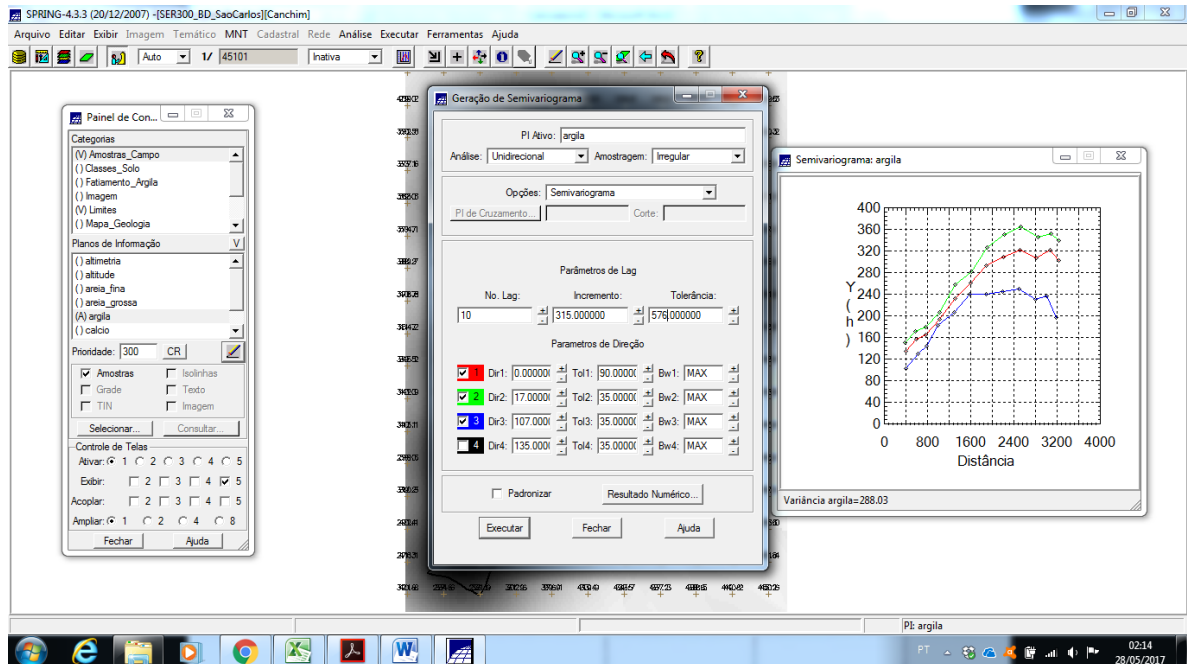 SPRING-4.3.3 (20/12/2007) -[SER300_BD_SaoCarlos][Canchim]
Arquivo Editar Exibir Imagem Temático MNT Cadastral Rede Análise Executar Ferramentas Ajuda
Auto 1/ 45101 Inativa
Painel de Con...
Categorias
(V) Amostras_Campo
( ) Classes_Solo
( ) Fatiamento_Argila
( ) Imagem
(V) Limites
( ) Mapa_Geologia
Planos de Informação V
( ) altimetria
( ) altitude
( ) areia_fina
( ) areia_grossa
(A) argila
( ) calcio
Prioridade: 300 CR
Amostras Isolinhas
Grade Texto
TIN Imagem
Selecionar... Consultar...
Controle de Telas
Ativar: 1 2 3 4 5
Exibir: 2 3 4 5
Acoplar: 2 3 4 5
Ampliar: 1 2 4 8
Fechar Ajuda
Geração de Semivariograma
PI Ativo: argila
Análise: Unidirecional Amostragem: Irregular
Opções: Semivariograma
PI de Cruzamento... Corte:
Parâmetros de Lag
No. Lag: Incremento: Tolerância:
10 315.000000 576.000000
Parametros de Direção
1 Dir1: 0.00000 Tol1: 90.0000 Bw1: MAX
2 Dir2: 17.0000 Tol2: 35.0000 Bw2: MAX
3 Dir3: 107.000 Tol3: 35.0000 Bw3: MAX
4 Dir4: 135.000 Tol4: 35.0000 Bw4: MAX
Padronizar Resultado Numérico...
Executar Fechar Ajuda
Semivariograma: argila
400
360
320
280
240
200
160
120
80
40
0
Y(h)
0 800 1600 2400 3200 4000
Distância
Variância argila=288.03
PI: argila
PT 02:14
28/05/2017